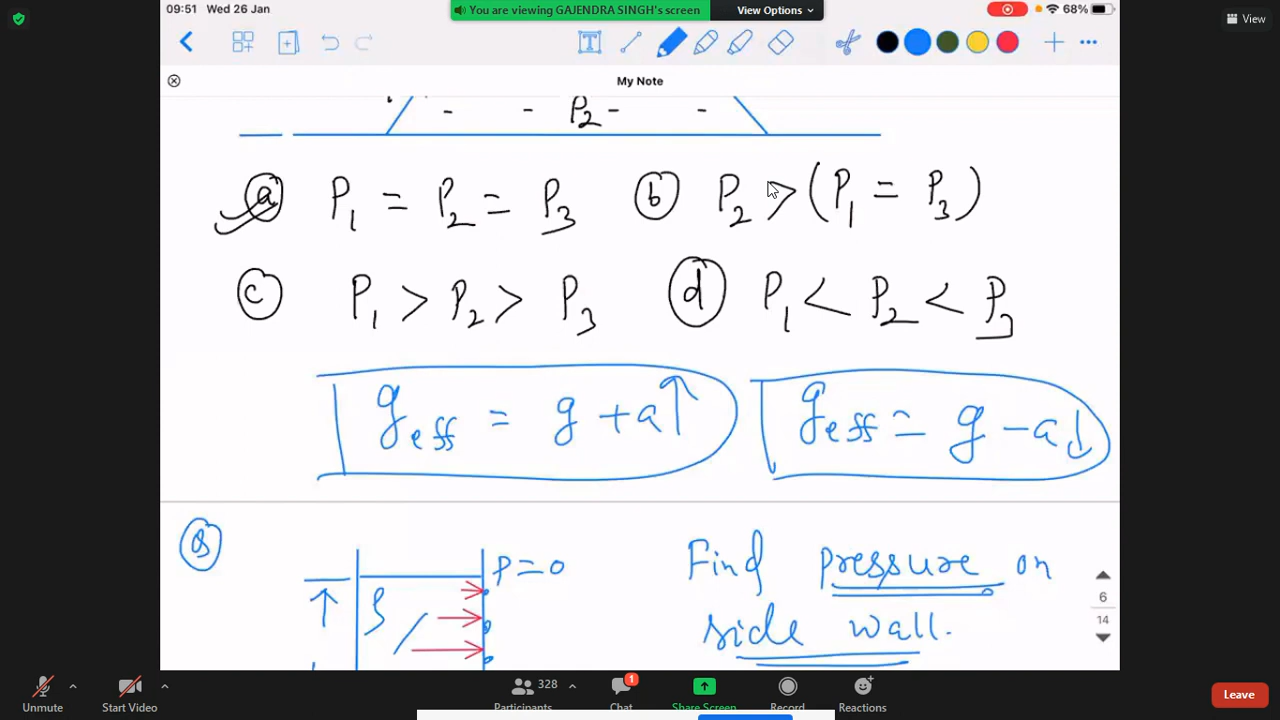 09:51 Wed 26 Jan
You are viewing GAJENDRA SINGH's screen
View Options
68%
View
My Note
- - P2 - -
(a) P1 = P2 = P3 (b) P2 > (P1 = P3)
(c) P1 > P2 > P3 (d) P1 < P2 < P3
geff = g + a↑ geff = g - a↓
Q
P=0
Find pressure on
ρ
side wall.
6
14
328
1
Unmute
Start Video
Participants
Chat
Share Screen
Record
Reactions
Leave